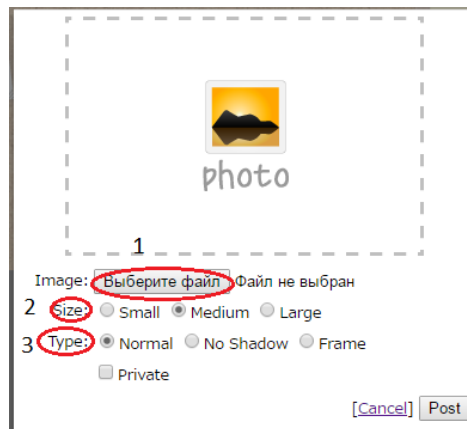 photo
1
Image: Выберите файл Файл не выбран
2 Size: Small Medium Large
3 Type: Normal No Shadow Frame
Private
[Cancel] Post